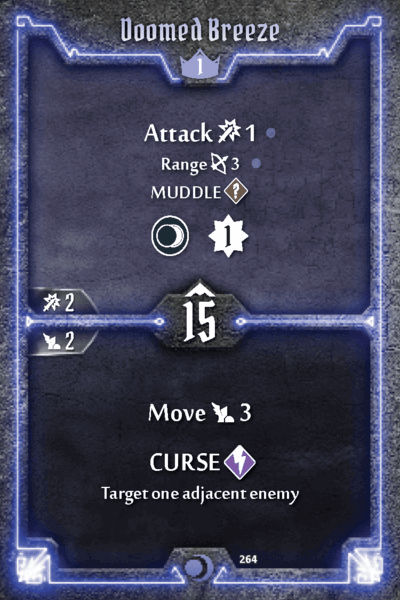 Doomed Breeze
1
Attack 1
Range 3
MUDDLE ?
1
2
15
2
Move 3
CURSE
Target one adjacent enemy
264